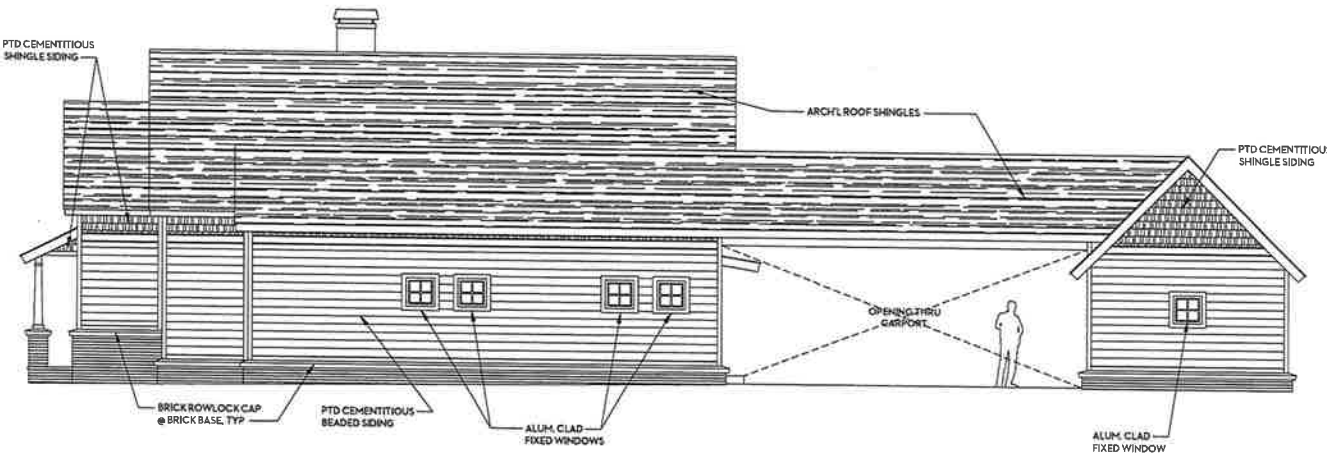 PTD CEMENTITIOUS
SHINGLE SIDING
ARCH'L ROOF SHINGLES
PTD CEMENTITIOUS
SHINGLE SIDING
OPENING THRU
CARPORT
BRICK ROWLOCK CAP
@ BRICK BASE, TYP
PTD CEMENTITIOUS
BEADED SIDING
ALUM. CLAD
FIXED WINDOWS
ALUM. CLAD
FIXED WINDOW